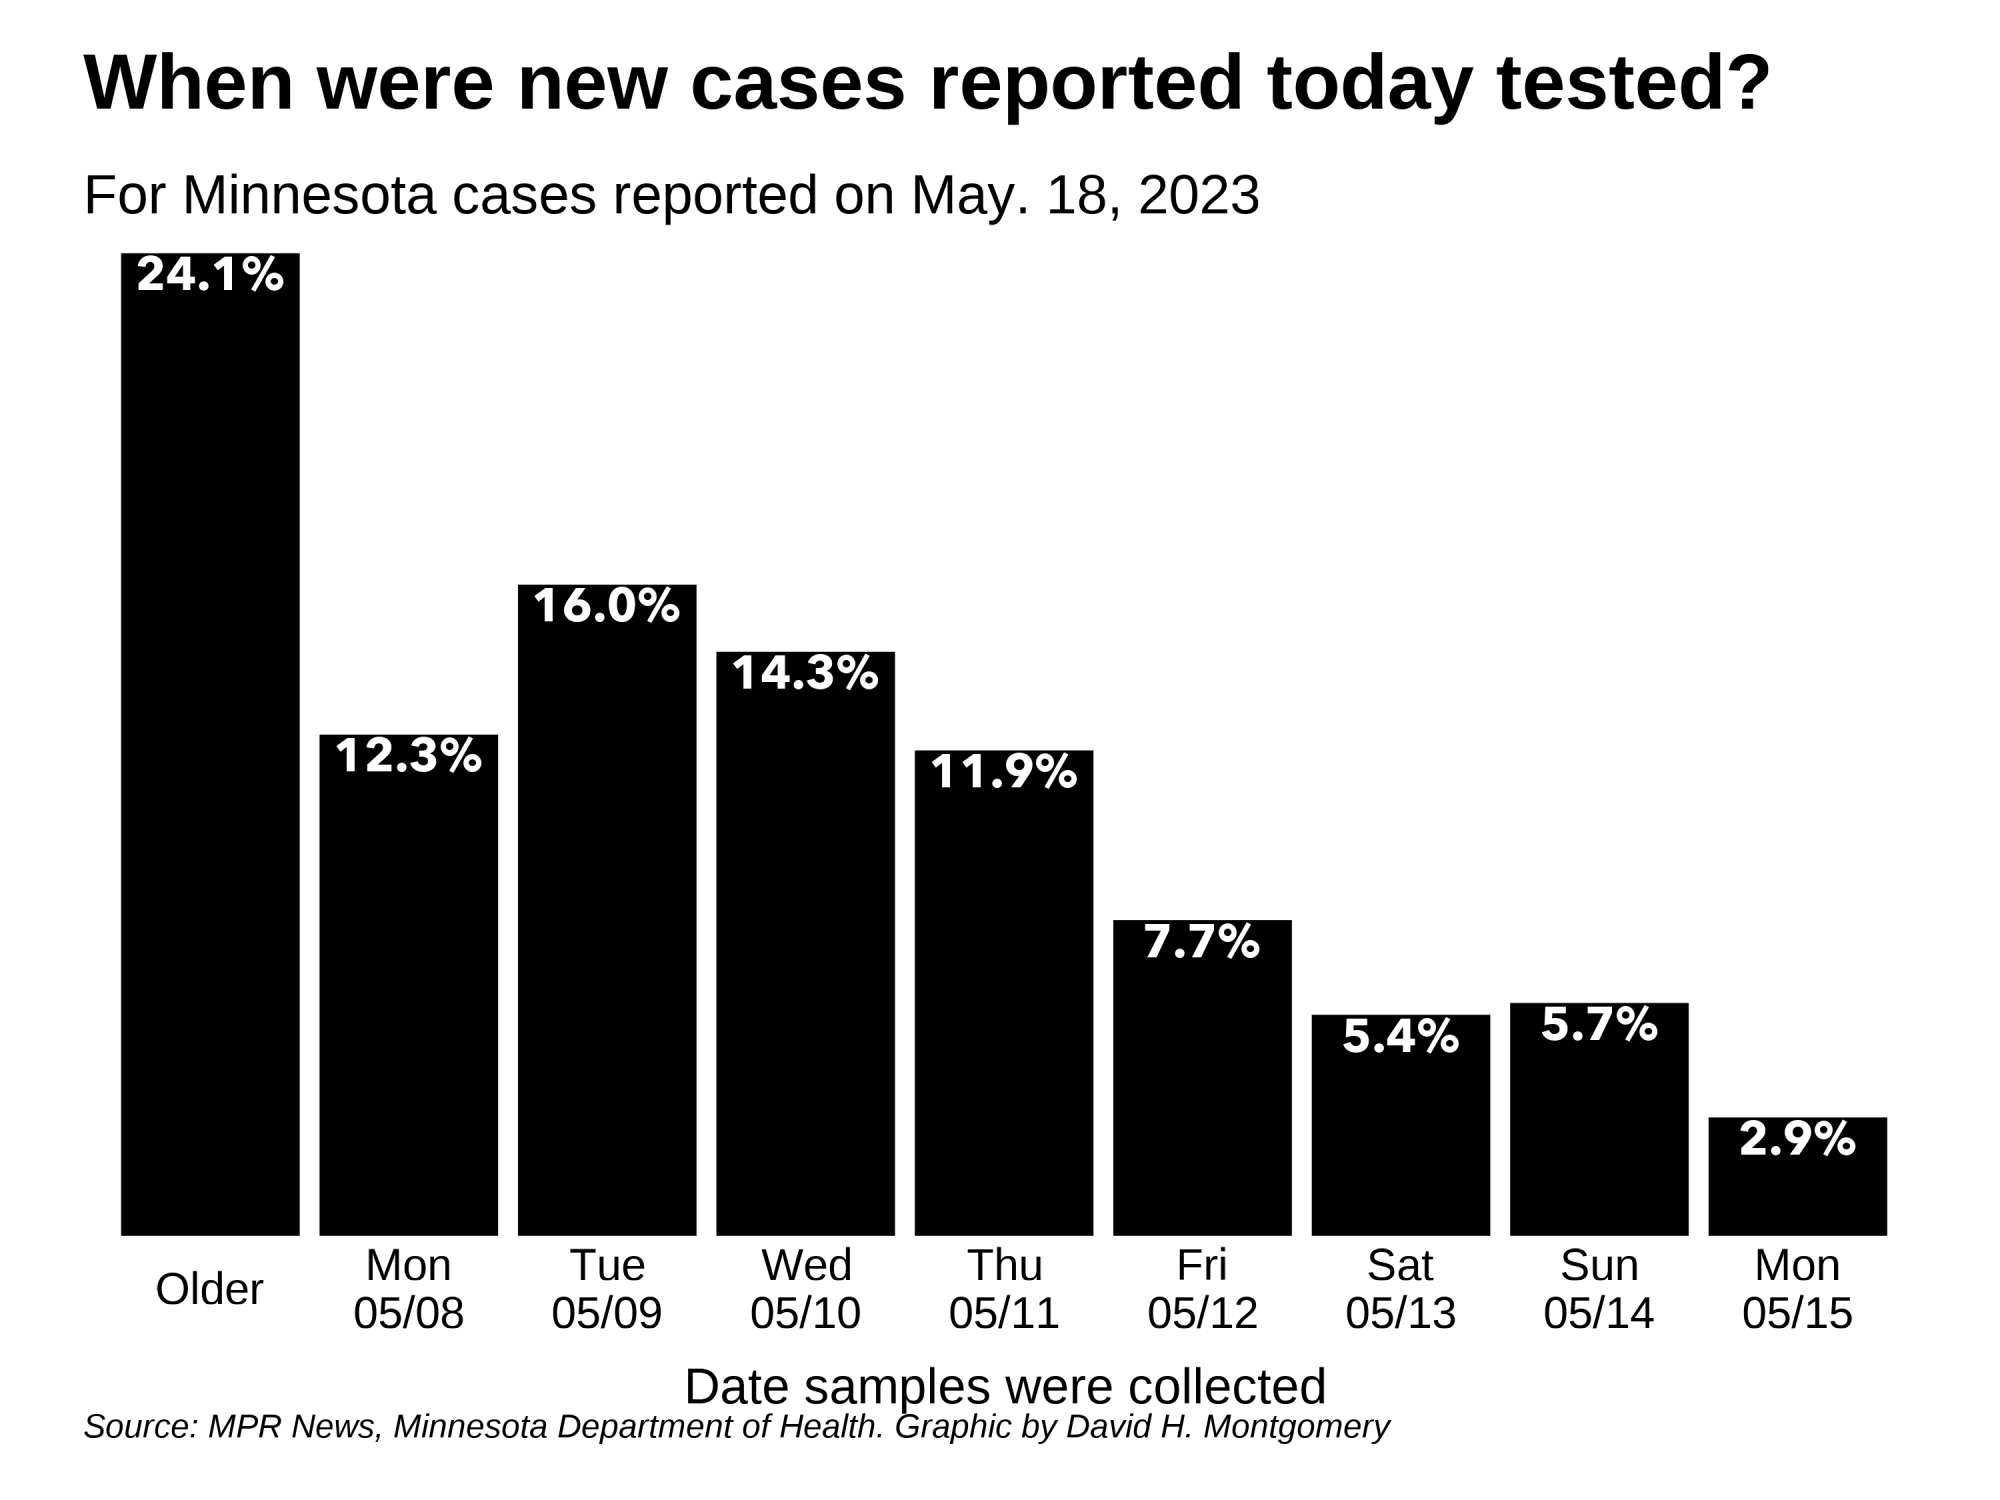 When were new cases reported today tested?
For Minnesota cases reported on May. 18, 2023
24.1%
12.3%
16.0%
14.3%
11.9%
7.7%
5.4%
5.7%
2.9%
Older
Mon
05/08
Tue
05/09
Wed
05/10
Thu
05/11
Fri
05/12
Sat
05/13
Sun
05/14
Mon
05/15
Date samples were collected
Source: MPR News, Minnesota Department of Health. Graphic by David H. Montgomery